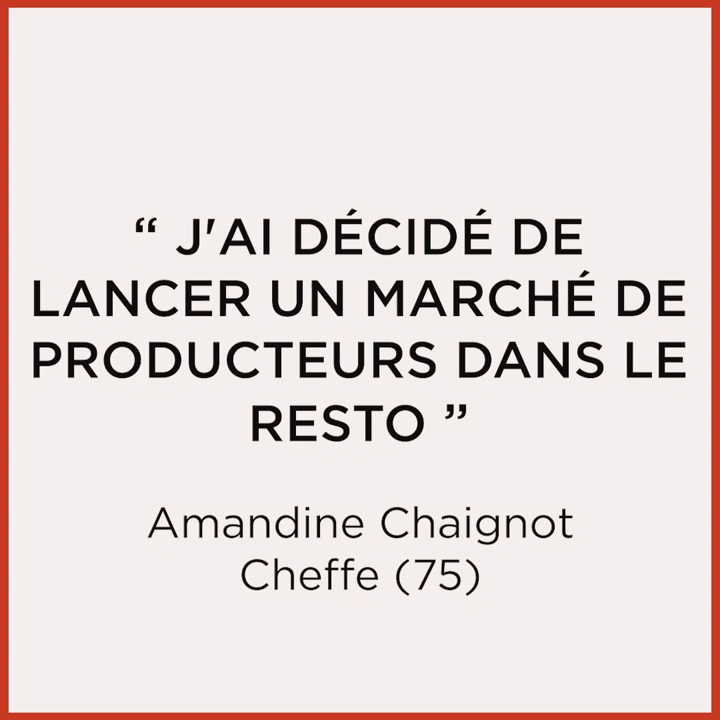 “ J'AI DÉCIDÉ DE
LANCER UN MARCHÉ DE
PRODUCTEURS DANS LE
RESTO ”
Amandine Chaignot
Cheffe (75)